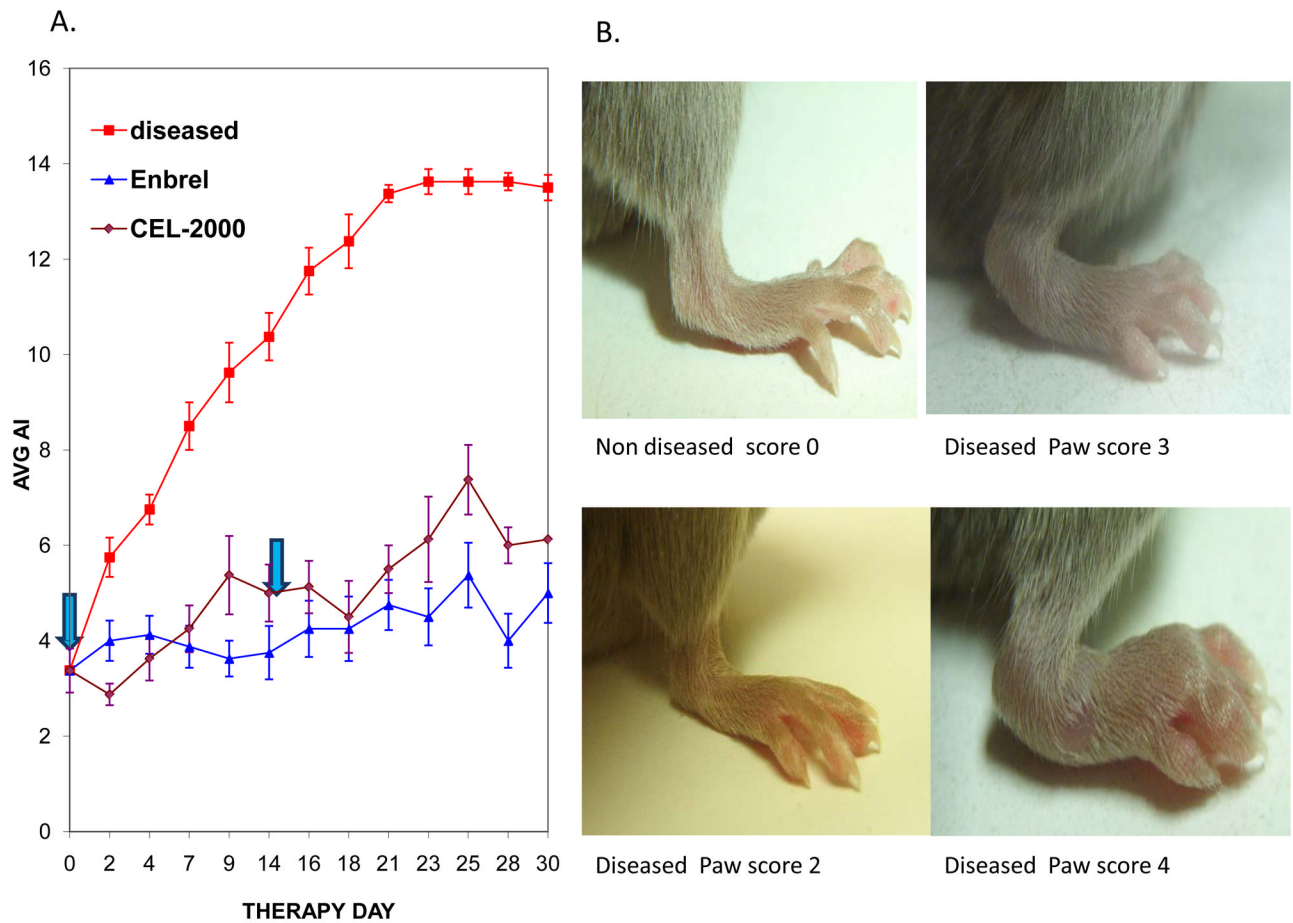 A.
16
14
12
10
8
6
4
2
0
AVG AI
diseased
Enbrel
CEL-2000
0 2 4 7 9 14 16 18 21 23 25 28 30
THERAPY DAY
B.
Non diseased score 0
Diseased Paw score 3
Diseased Paw score 2
Diseased Paw score 4